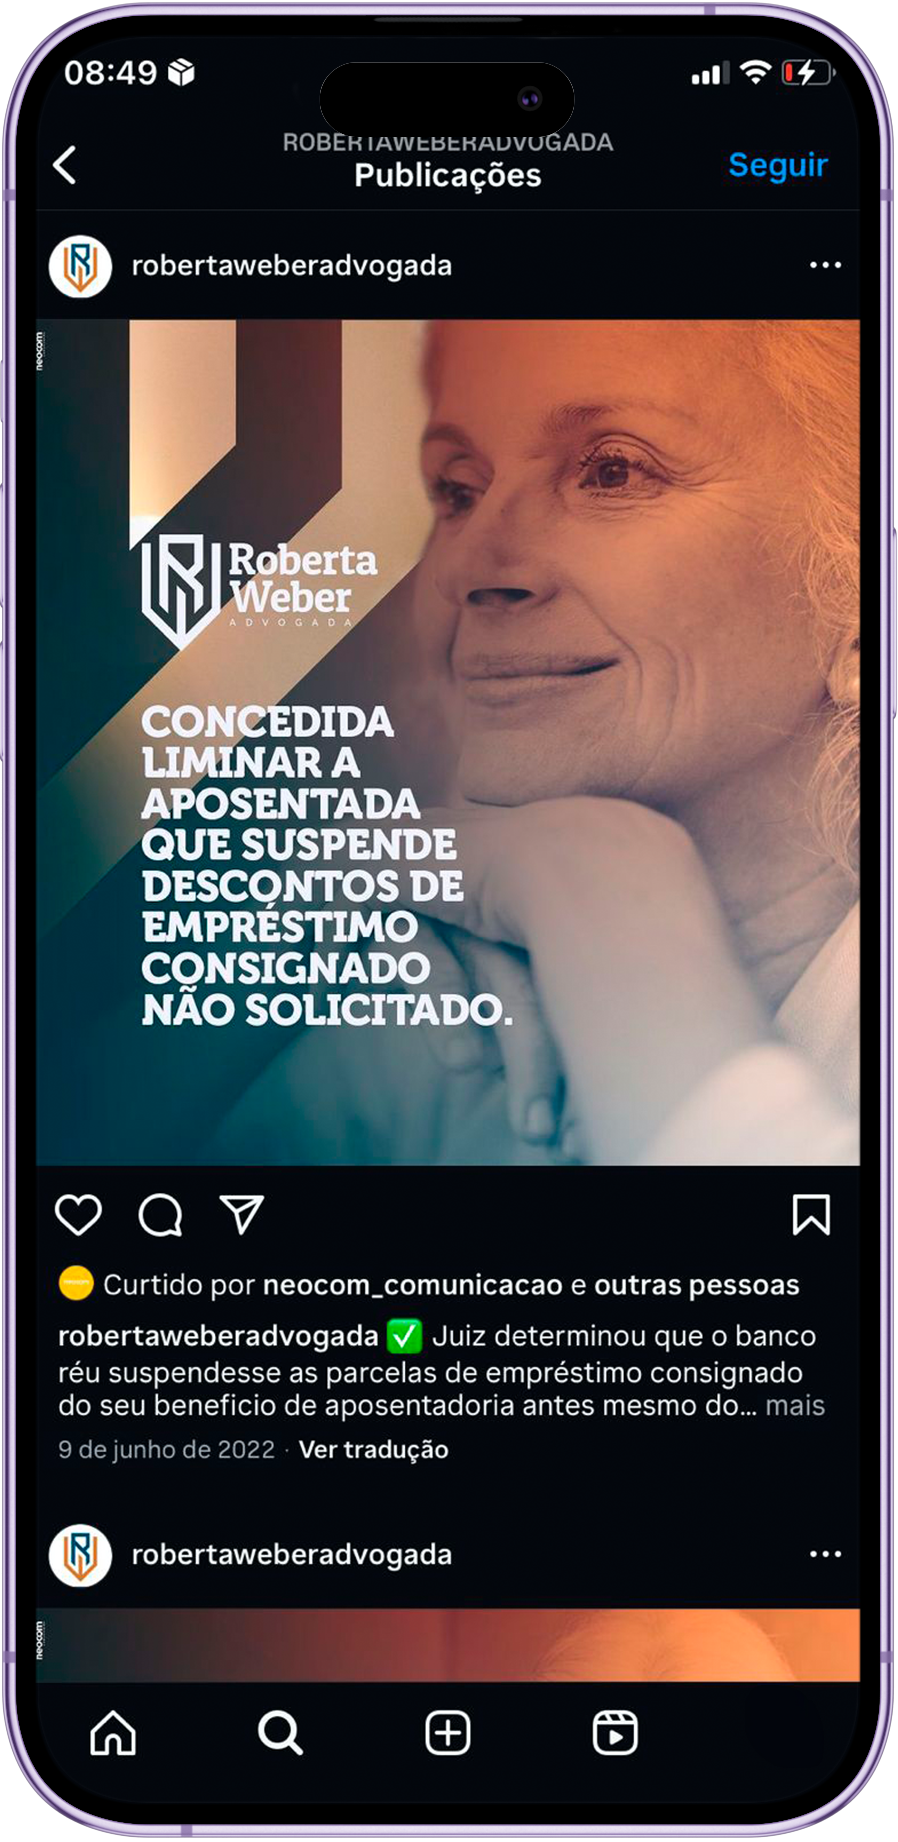 08:49
ROBERTAWEBERADVOGADA
Publicações
Seguir
robertaweberadvogada
neocom
Roberta
Weber
ADVOGADA
CONCEDIDA
LIMINAR A
APOSENTADA
QUE SUSPENDE
DESCONTOS DE
EMPRÉSTIMO
CONSIGNADO
NÃO SOLICITADO.
Curtido por neocom_comunicacao e outras pessoas
robertaweberadvogada ✅ Juiz determinou que o banco
réu suspendesse as parcelas de empréstimo consignado
do seu beneficio de aposentadoria antes mesmo do... mais
9 de junho de 2022 · Ver tradução
robertaweberadvogada
neocom